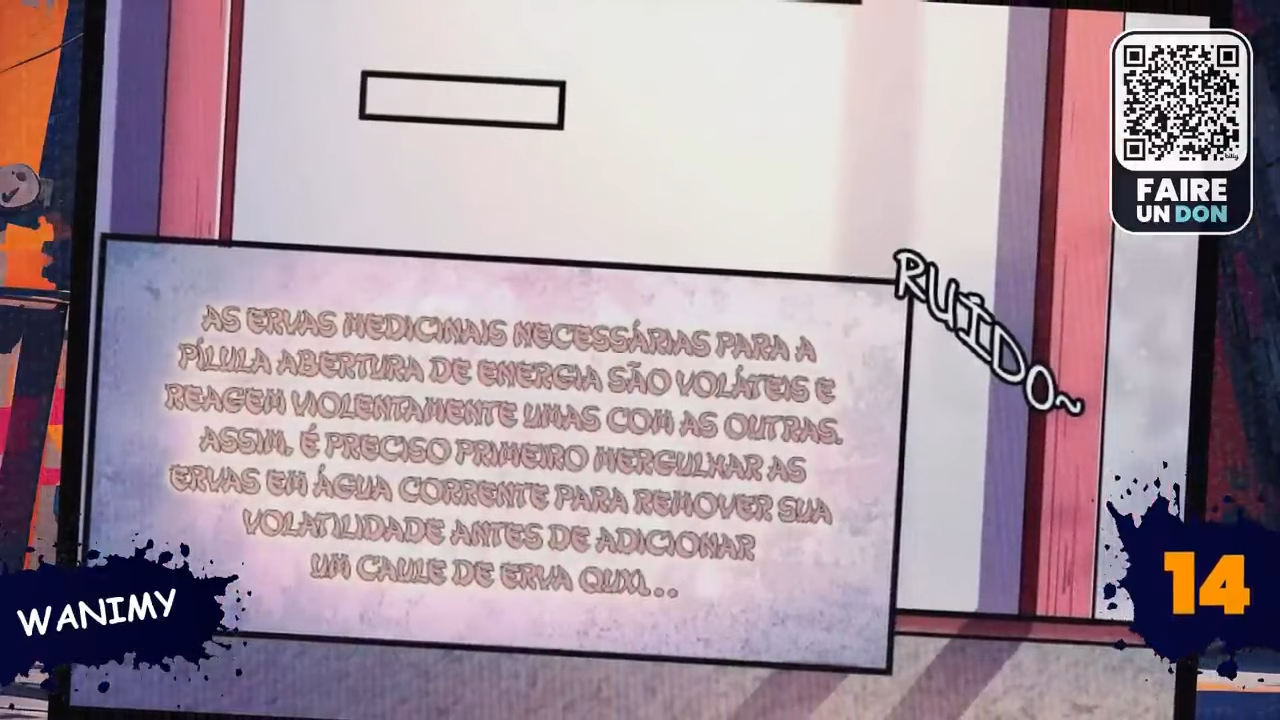 FAIRE
UN DON
RUÍDO~
AS ERVAS MEDICINAIS NECESSÁRIAS PARA A
PÍLULA ABERTURA DE ENERGIA SÃO VOLÁTEIS E
REAGEM VIOLENTAMENTE UMAS COM AS OUTRAS.
ASSIM, É PRECISO PRIMEIRO MERGULHAR AS
ERVAS EM ÁGUA CORRENTE PARA REMOVER SUA
VOLATILIDADE ANTES DE ADICIONAR
UM CAULE DE ERVA QUXI...
WANIMY
14